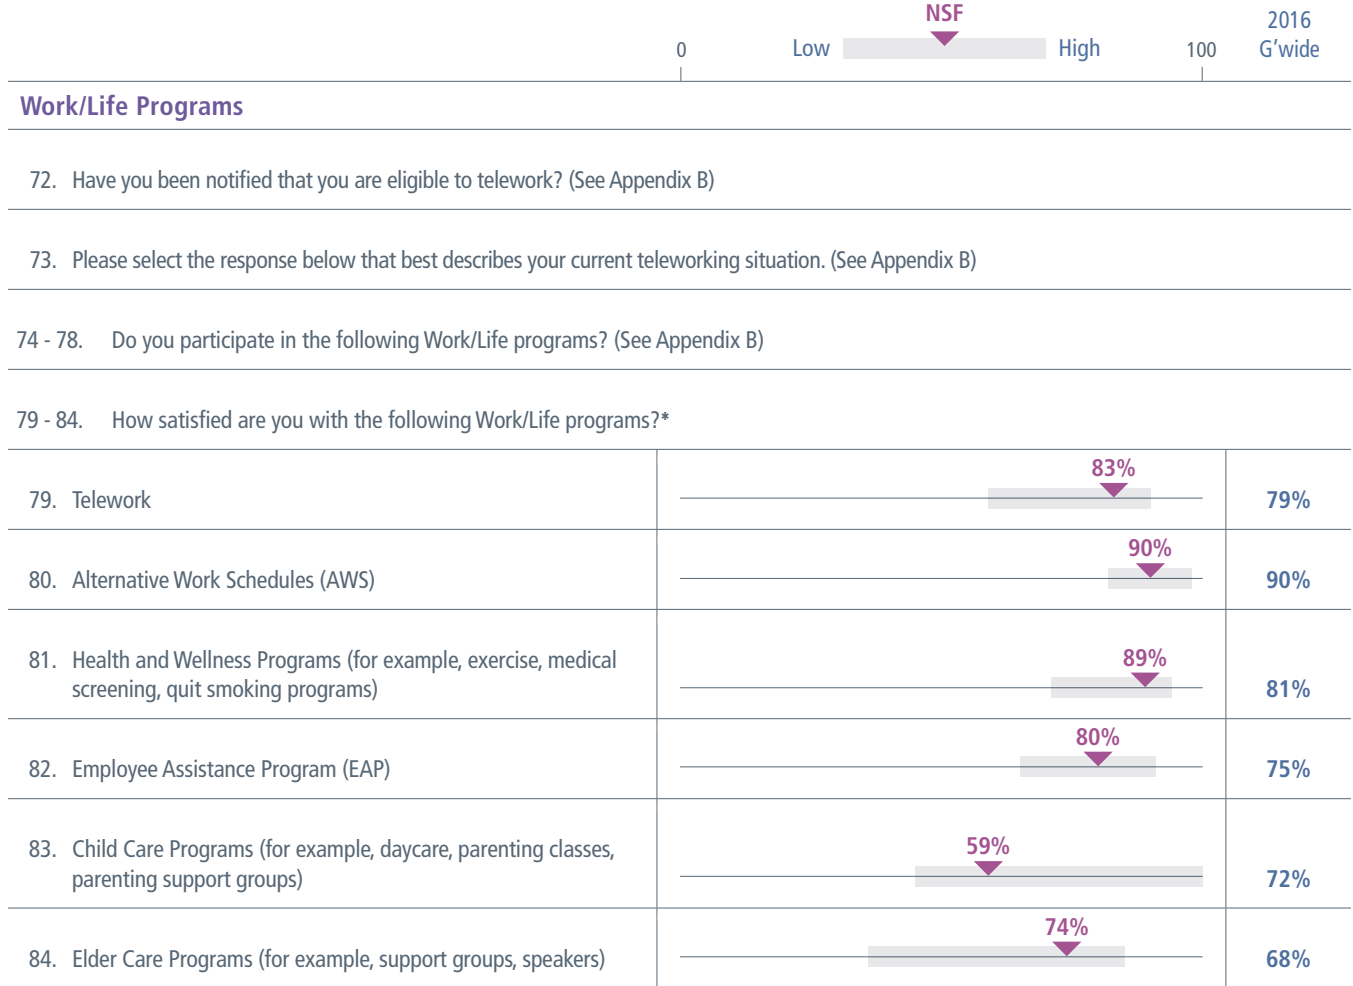 NSF
2016
0 Low High 100 G’wide
Work/Life Programs
72. Have you been notified that you are eligible to telework? (See Appendix B)
73. Please select the response below that best describes your current teleworking situation. (See Appendix B)
74 - 78. Do you participate in the following Work/Life programs? (See Appendix B)
79 - 84. How satisfied are you with the following Work/Life programs?*
83%
79. Telework 79%
90%
80. Alternative Work Schedules (AWS) 90%
81. Health and Wellness Programs (for example, exercise, medical
89%
screening, quit smoking programs) 81%
80%
82. Employee Assistance Program (EAP) 75%
83. Child Care Programs (for example, daycare, parenting classes,
59%
parenting support groups) 72%
74%
84. Elder Care Programs (for example, support groups, speakers) 68%